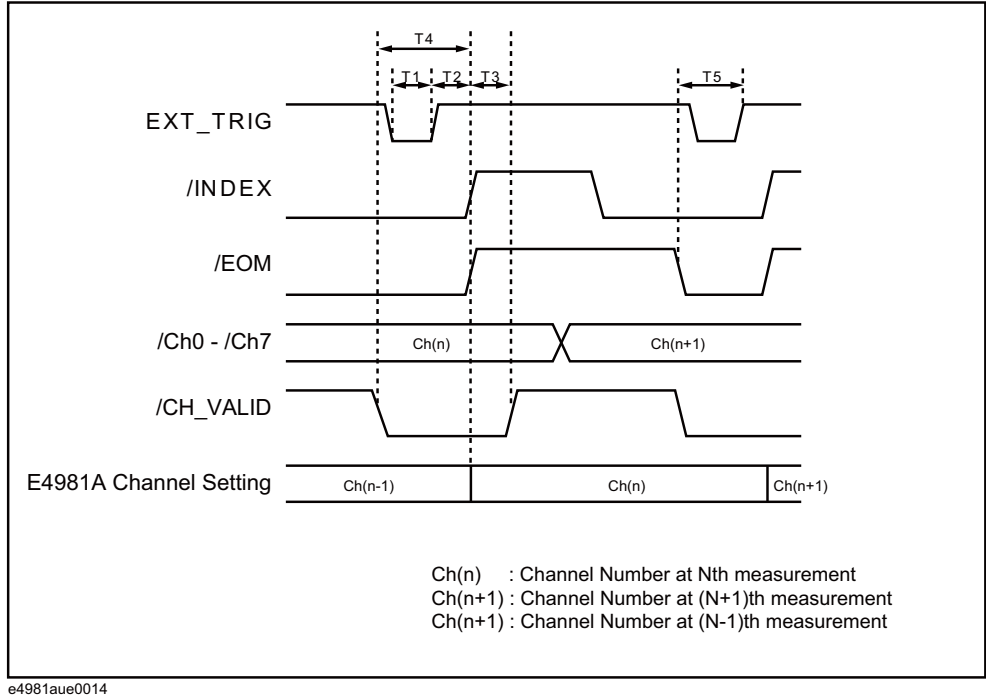 T4
T1 T2 T3 T5
EXT_TRIG
/INDEX
/EOM
/Ch0 - /Ch7 Ch(n) Ch(n+1)
/CH_VALID
E4981A Channel Setting Ch(n-1) Ch(n) Ch(n+1)
Ch(n) : Channel Number at Nth measurement
Ch(n+1) : Channel Number at (N+1)th measurement
Ch(n+1) : Channel Number at (N-1)th measurement
e4981aue0014